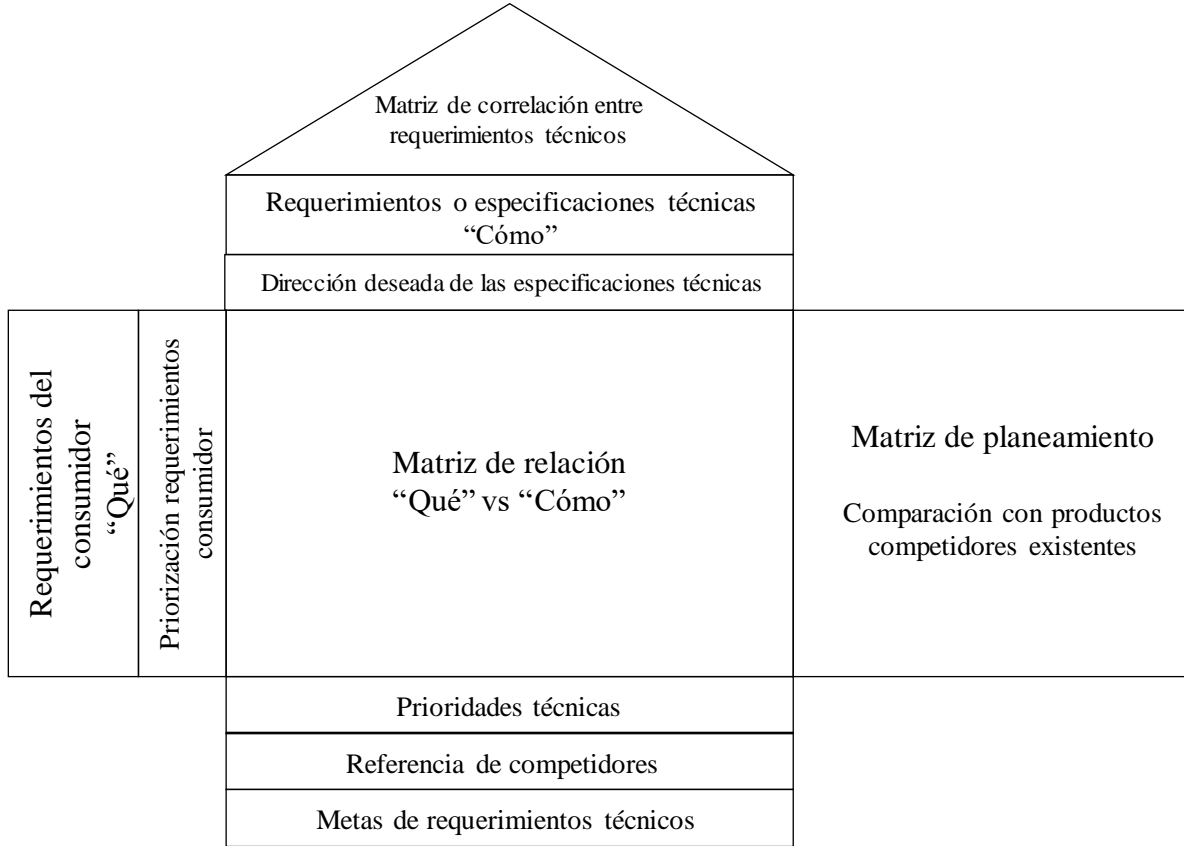 Matriz de correlación entre
requerimientos técnicos
Requerimientos o especificaciones técnicas
“Cómo”
Dirección deseada de las especificaciones técnicas
Requerimientos del
consumidor
“Qué”
Priorización requerimientos
consumidor
Matriz de relación
“Qué” vs “Cómo”
Matriz de planeamiento
Comparación con productos
competidores existentes
Prioridades técnicas
Referencia de competidores
Metas de requerimientos técnicos